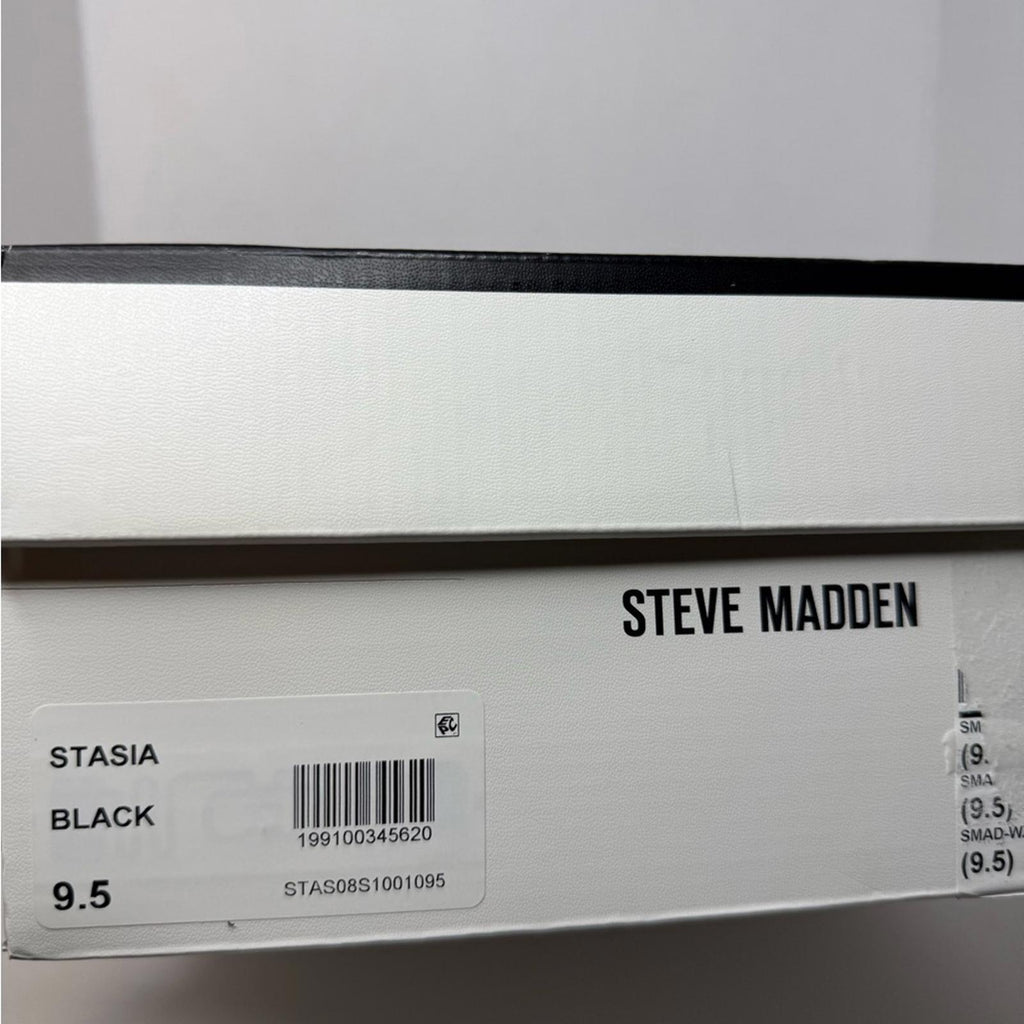 STEVE MADDEN
STASIA
BLACK
199100345620
9.5
STAS08S1001095
SM
(9.
SMA
(9.5)
SMAD-W
(9.5)